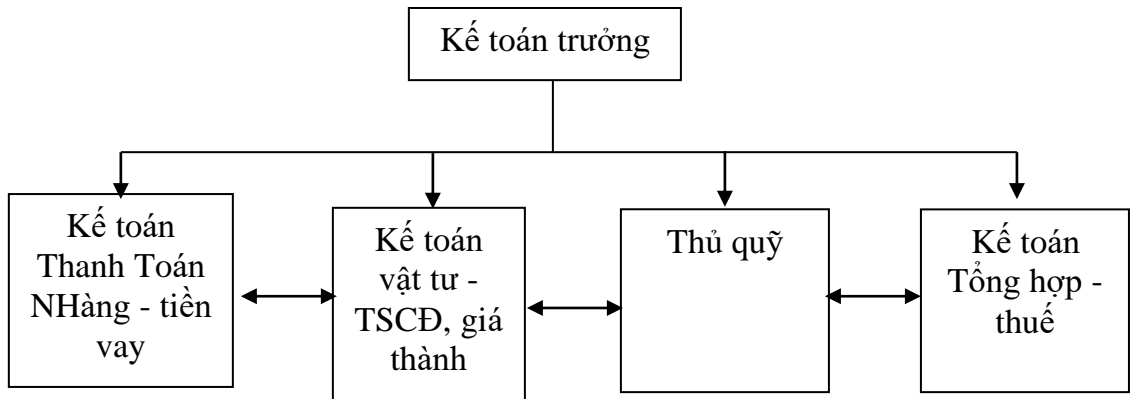 Kế toán trưởng
Kế toán
Thanh Toán
NHàng - tiền
vay
Kế toán
vật tư -
TSCĐ, giá
thành
Thủ quỹ
Kế toán
Tổng hợp -
thuế